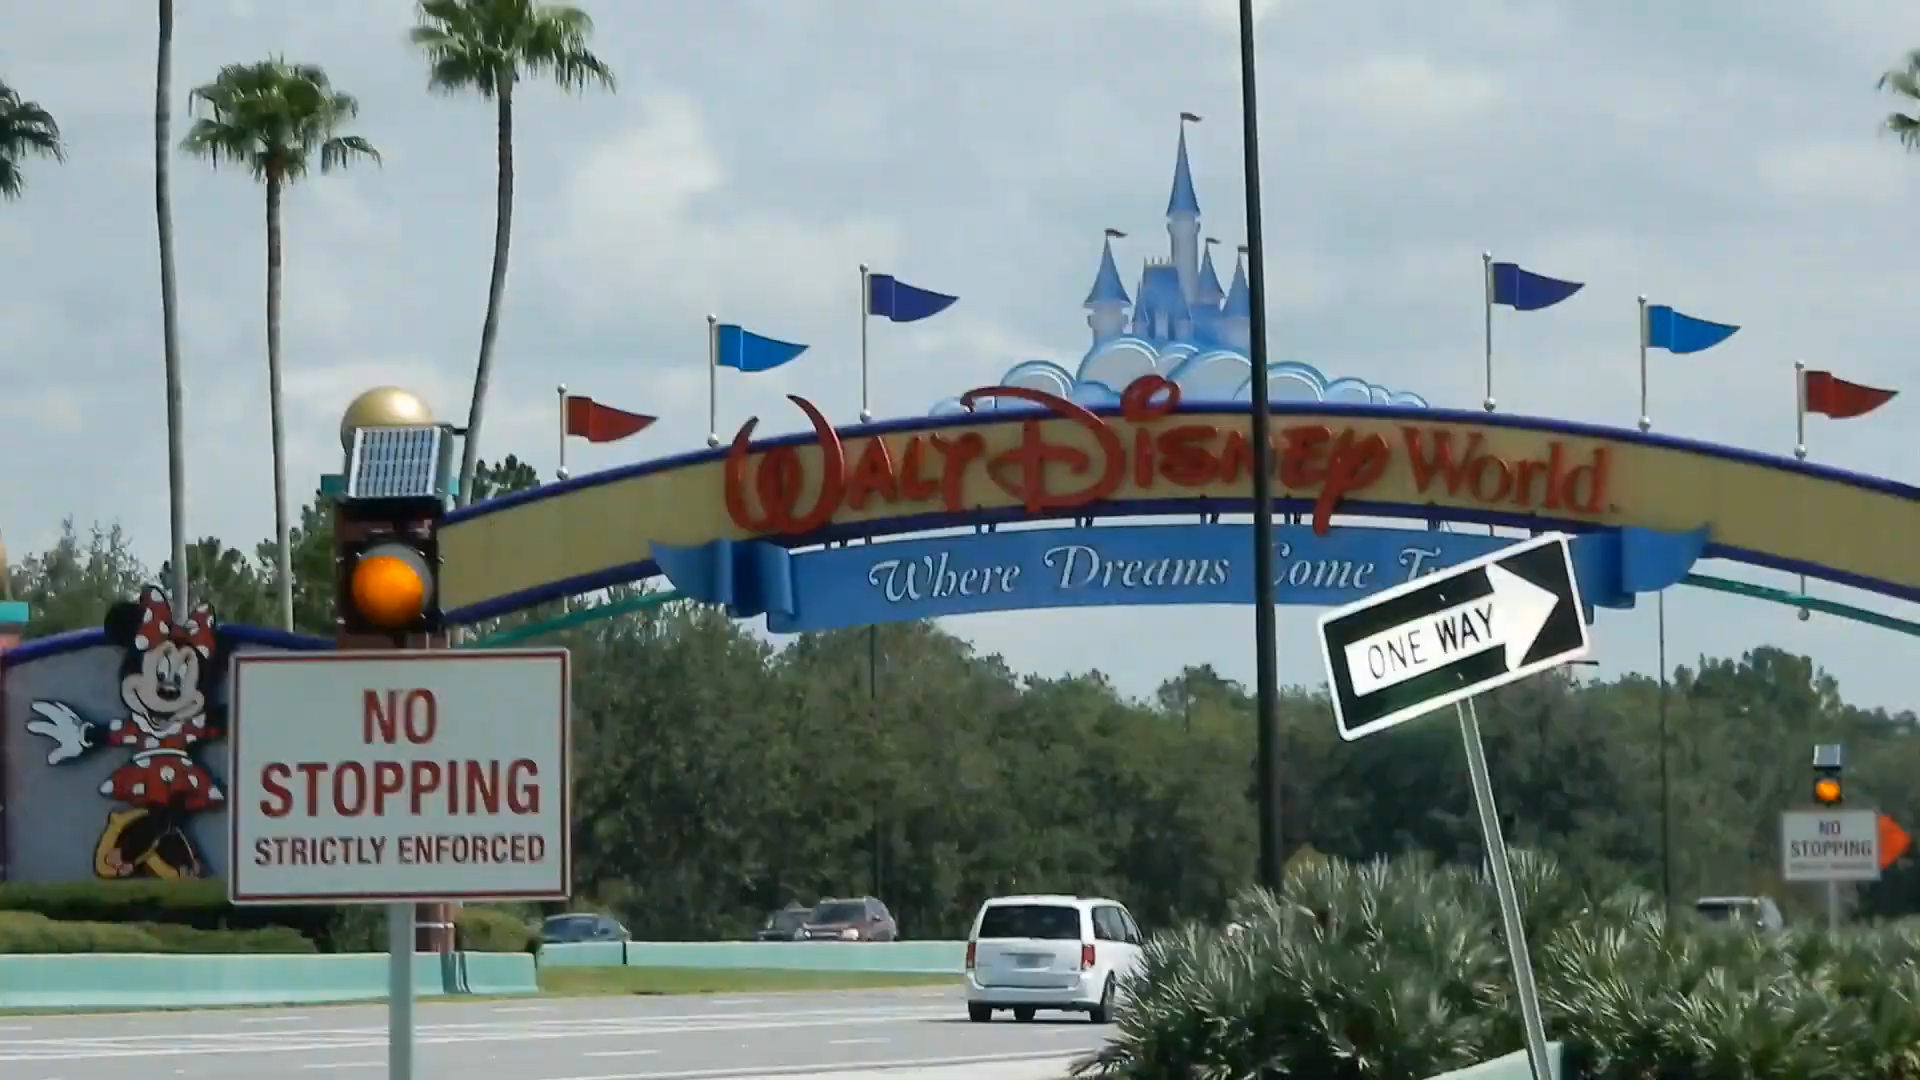 WALT DISNEY World
Where Dreams Come
ONE WAY
NO
STOPPING
STRICTLY ENFORCED
NO
STOPPING